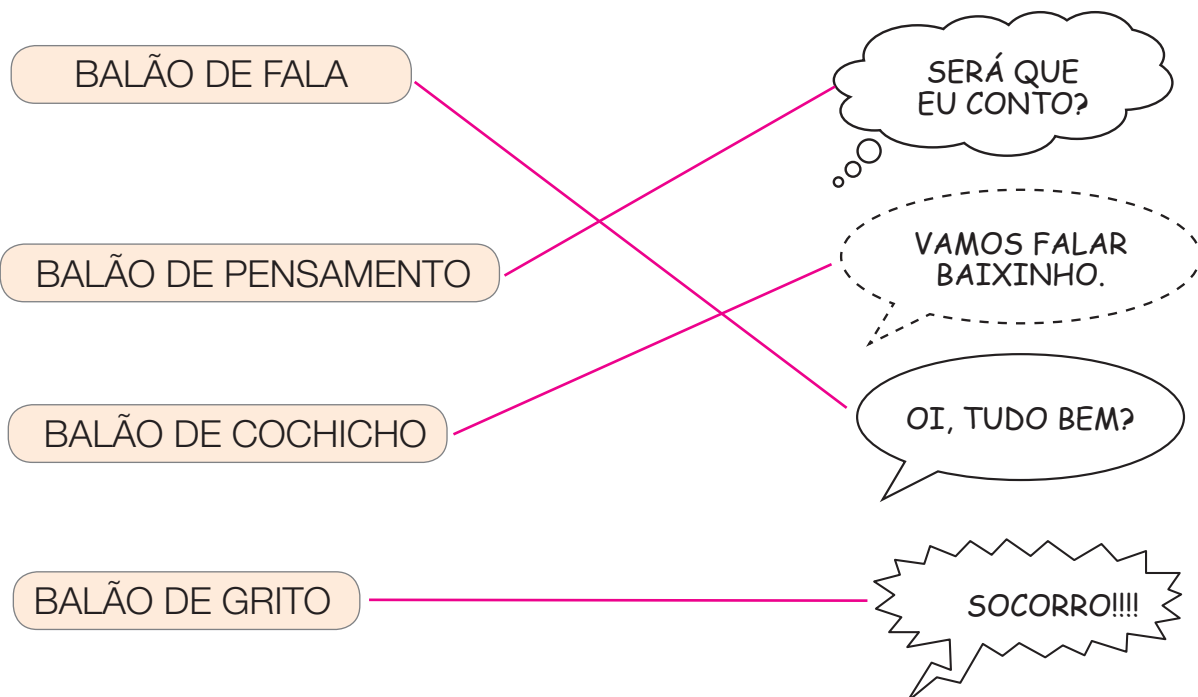 BALÃO DE FALA
BALÃO DE PENSAMENTO
BALÃO DE COCHICHO
BALÃO DE GRITO
SERÁ QUE
EU CONTO?
VAMOS FALAR
BAIXINHO.
OI, TUDO BEM?
SOCORRO!!!!